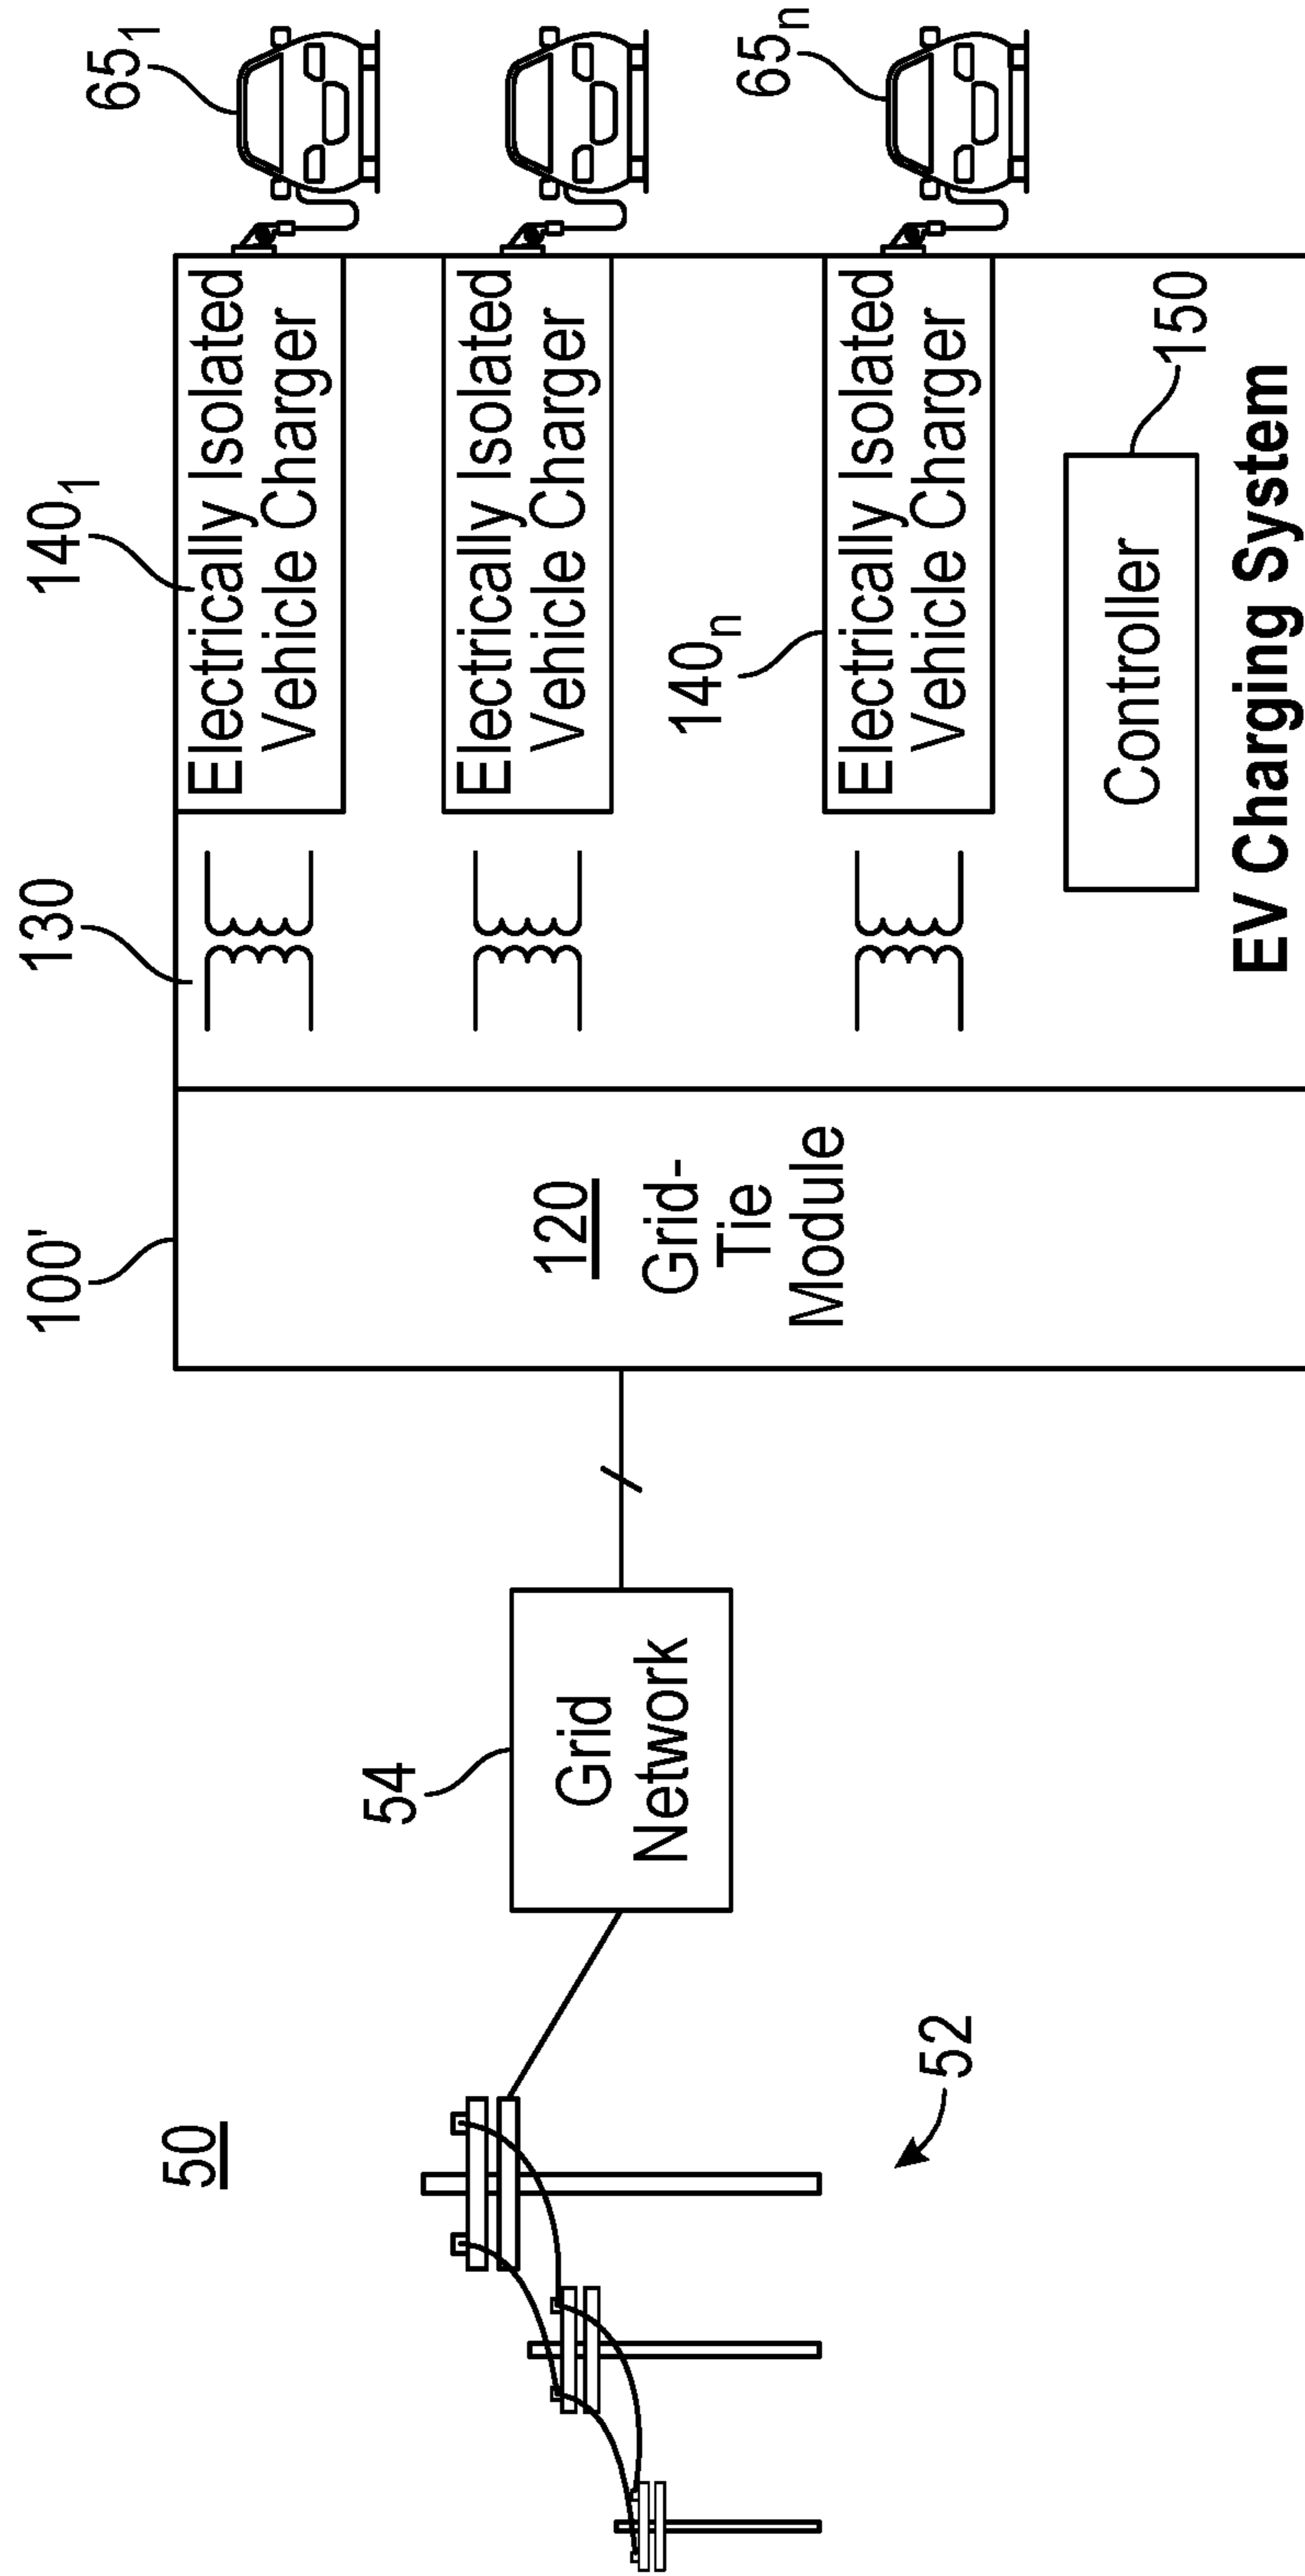 50
52
54
Grid
Network
100'
120
Grid-
Tie
Module
130
140₁
Electrically Isolated
Vehicle Charger
65₁
Electrically Isolated
Vehicle Charger
140ₙ
Electrically Isolated
Vehicle Charger
65ₙ
Controller
150
EV Charging System